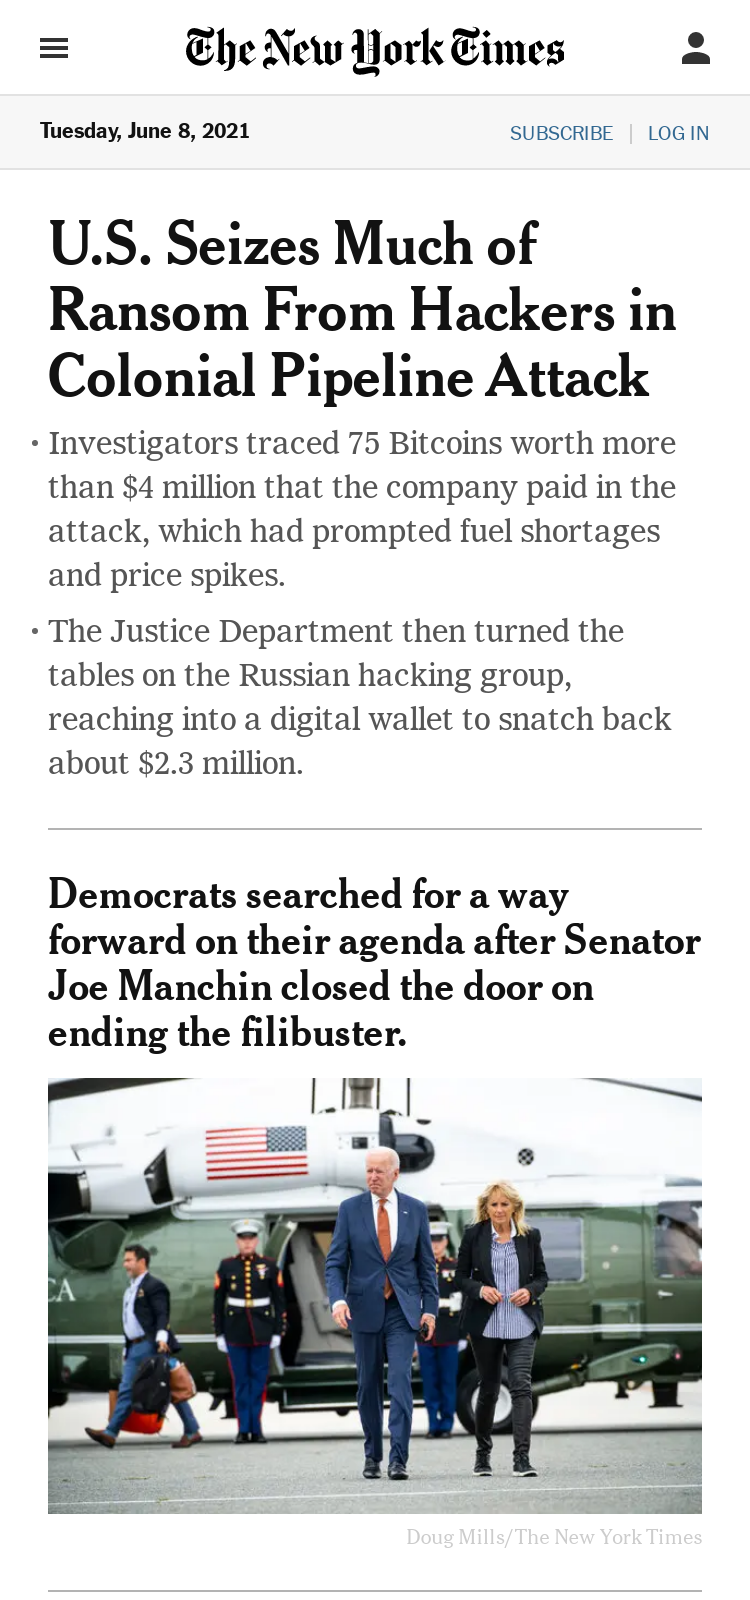 The New York Times
Tuesday, June 8, 2021
SUBSCRIBE | LOG IN
U.S. Seizes Much of
Ransom From Hackers in
Colonial Pipeline Attack
• Investigators traced 75 Bitcoins worth more
than $4 million that the company paid in the
attack, which had prompted fuel shortages
and price spikes.
• The Justice Department then turned the
tables on the Russian hacking group,
reaching into a digital wallet to snatch back
about $2.3 million.
Democrats searched for a way
forward on their agenda after Senator
Joe Manchin closed the door on
ending the filibuster.
CA
Doug Mills/The New York Times